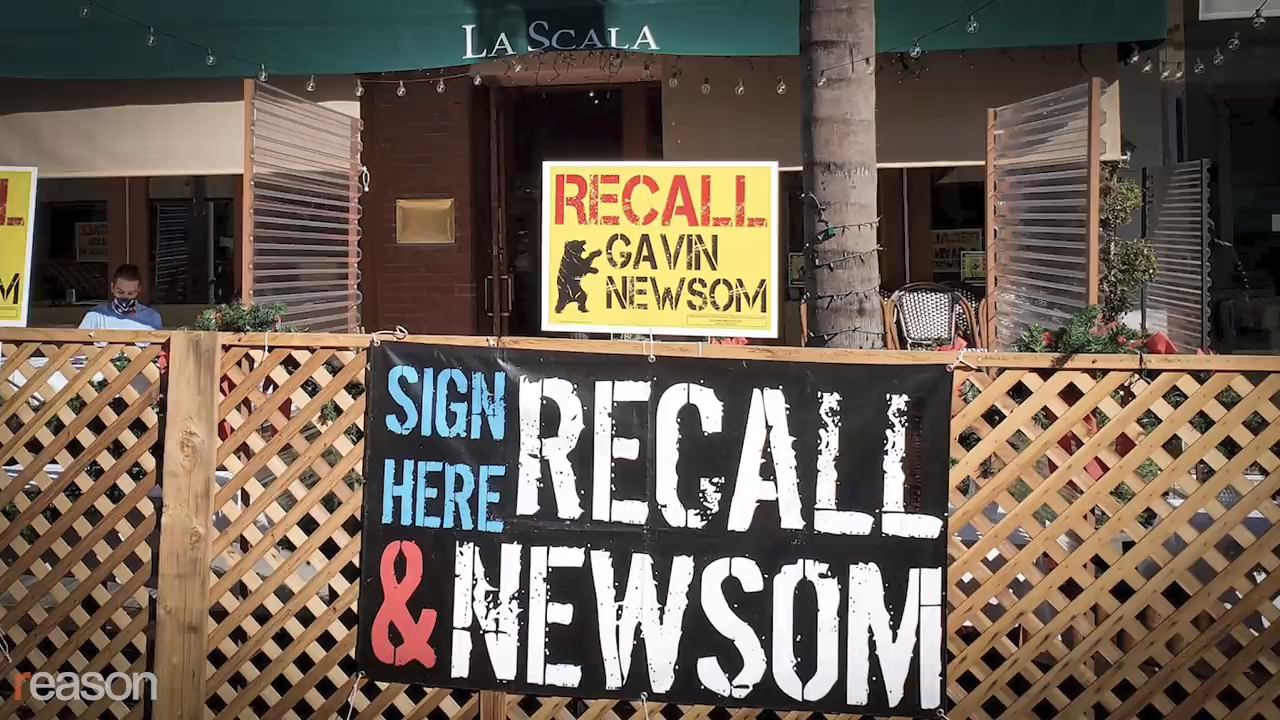 LA SCALA
RECALL
GAVIN
NEWSOM
SIGN
HERE
RECALL
& NEWSOM
reason